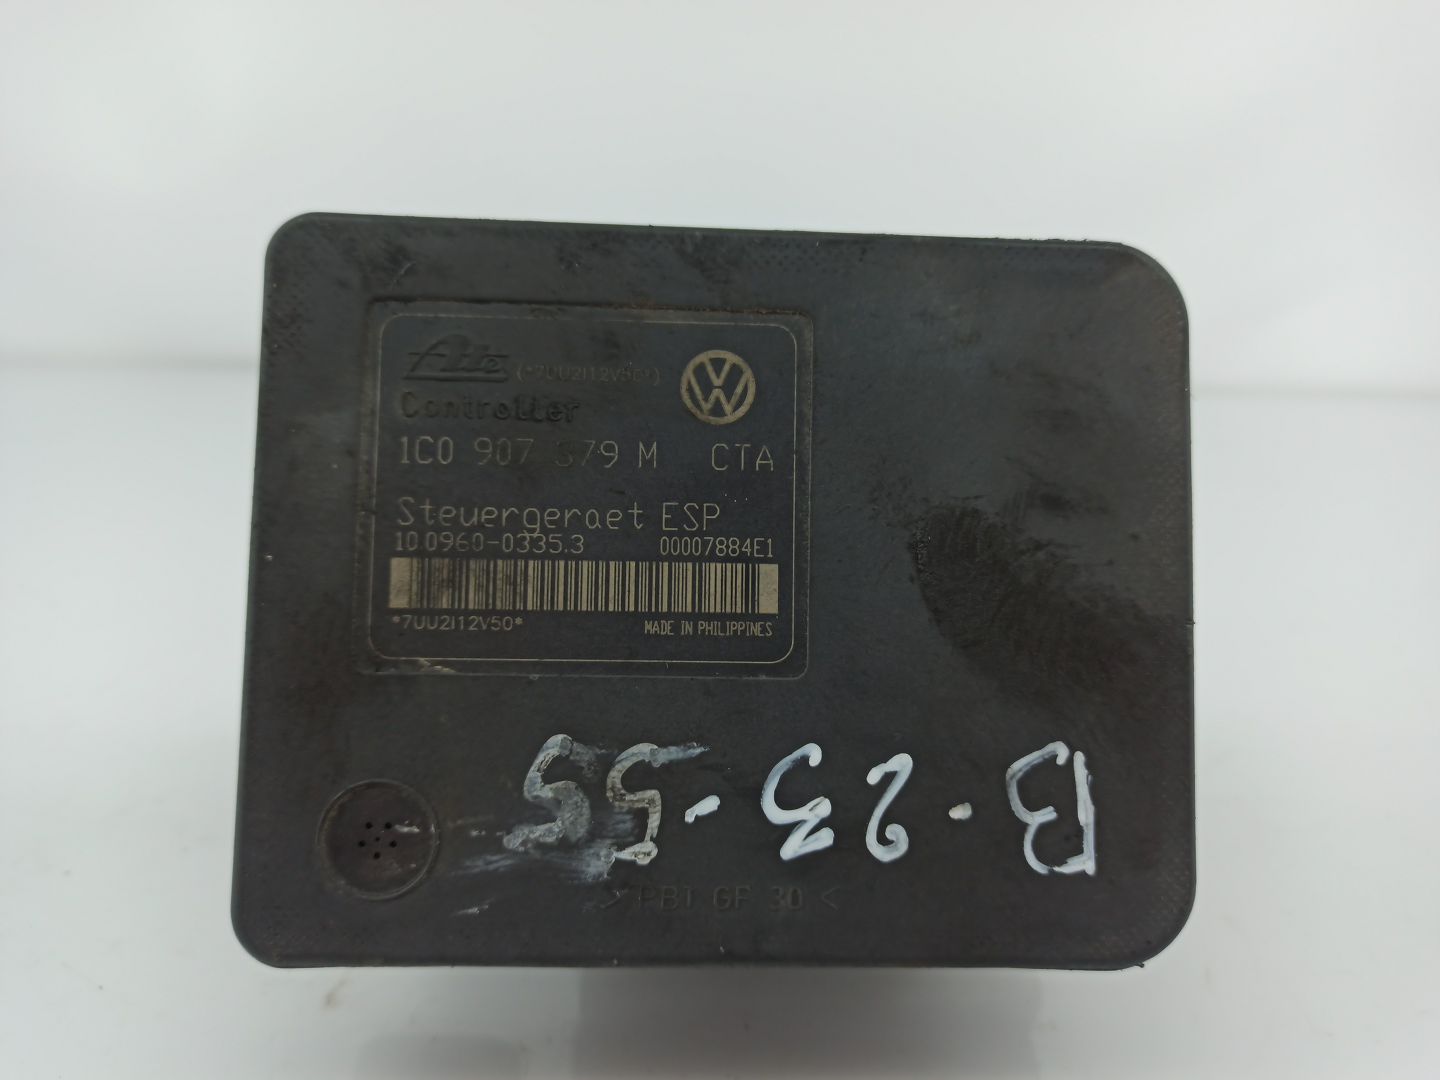 Ate (*7UU2I12V50*)
Controller
1C0 907 379 M CTA
Steuergeraet ESP
10.0960-0335.3 00007884E1
*7UU2I12V50* MADE IN PHILIPPINES
B-23-55
> PBT GF 30 <